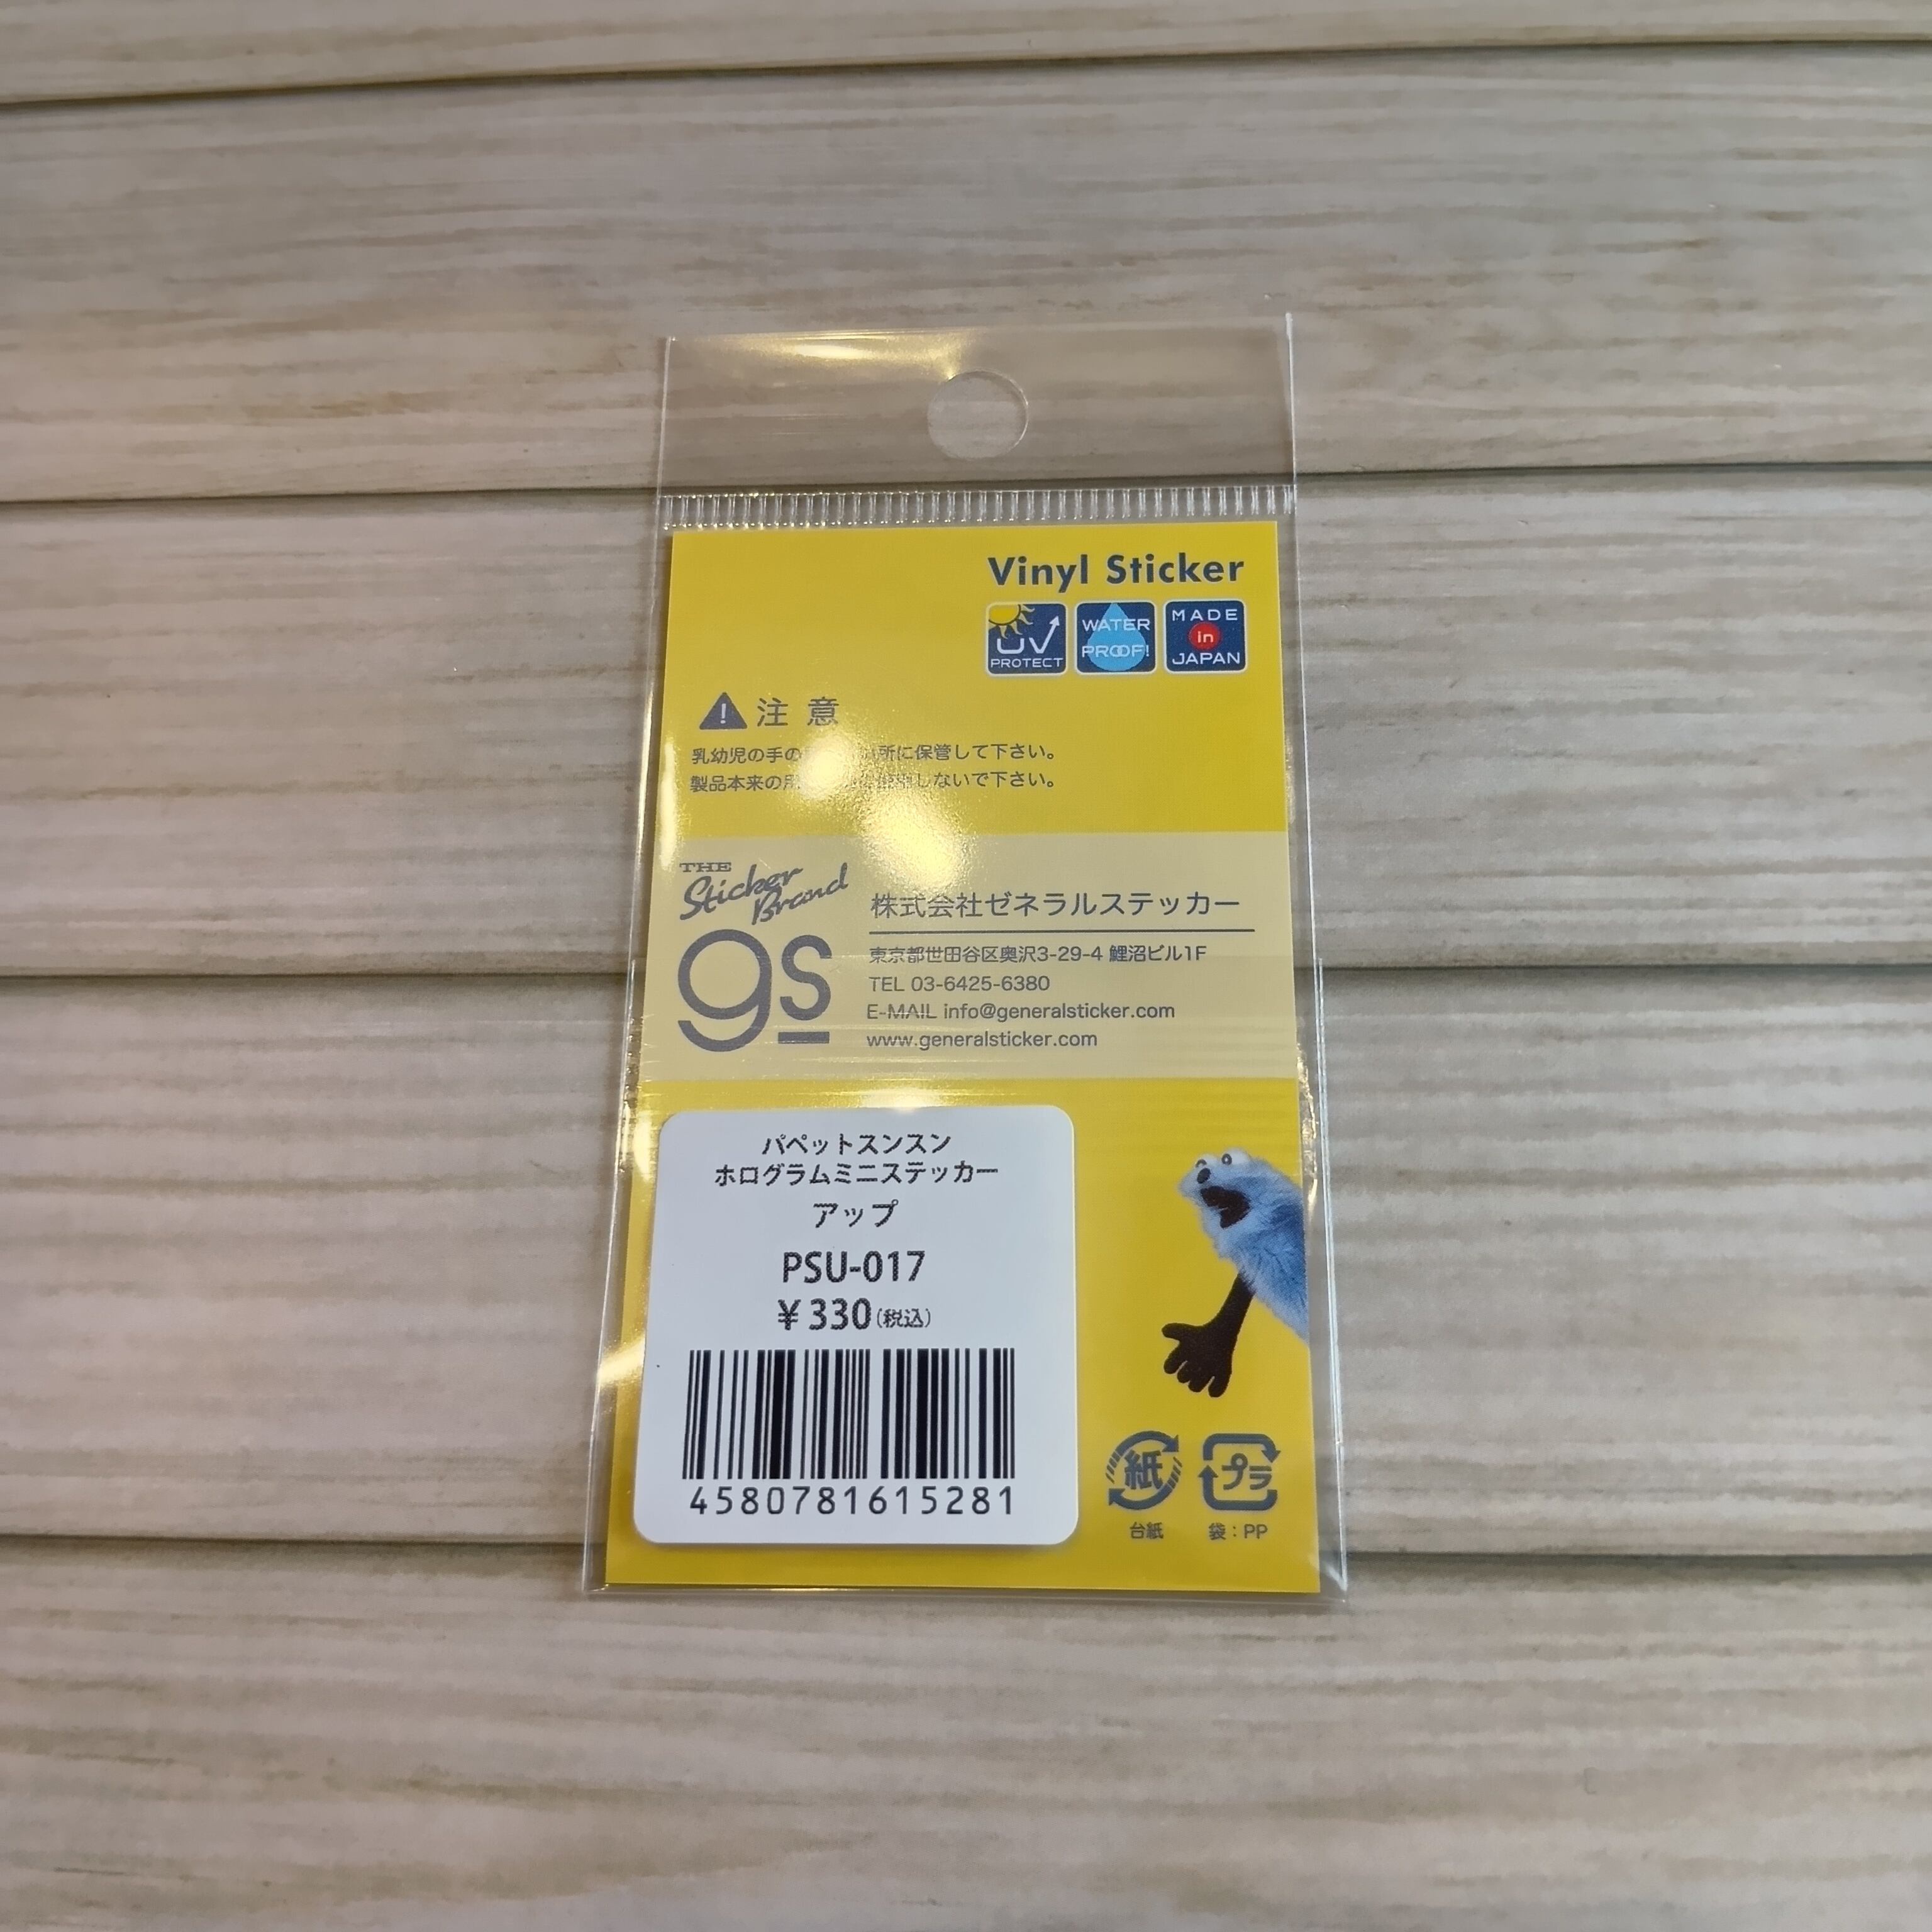 Vinyl Sticker
UV PROTECT
WATER PROOF!
MADE in JAPAN
注意
乳幼児の手の 所に保管して下さい。
製品本来の しないで下さい。
THE Sticker Brand
gs
株式会社ゼネラルステッカー
東京都世田谷区奥沢3-29-4 鯉沼ビル1F
TEL 03-6425-6380
E-MAIL info@generalsticker.com
www.generalsticker.com
パペットスンスン
ホログラムミニステッカー
アップ
PSU-017
¥330(税込)
4580781615281
紙
プラ
台紙
袋：PP